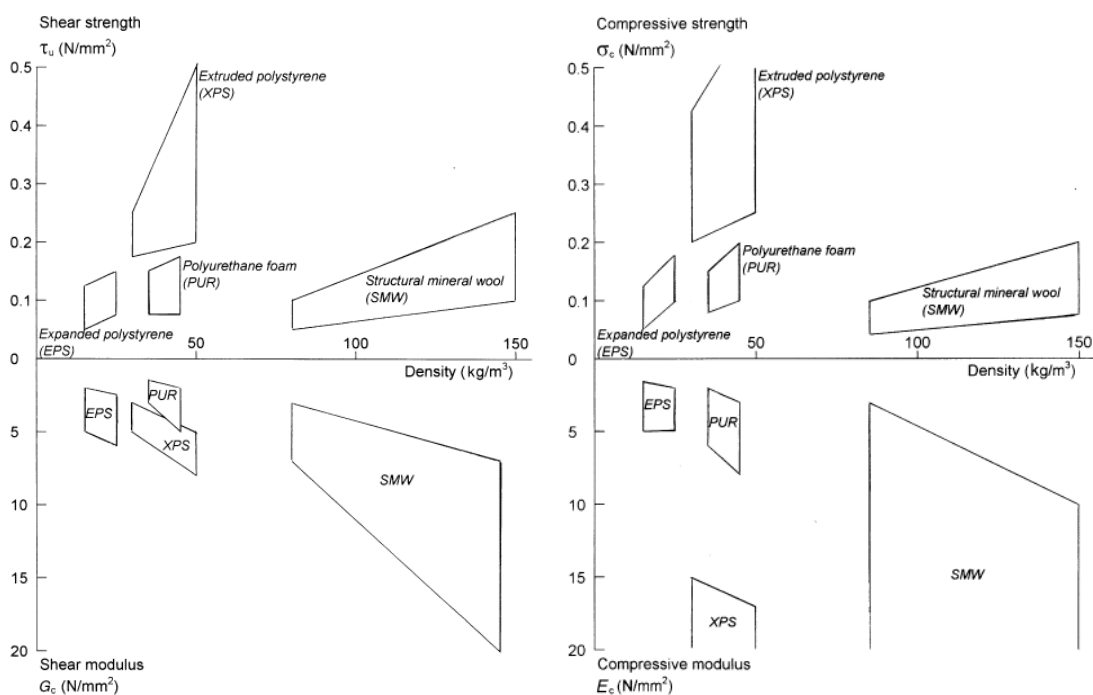 Shear strength
τu (N/mm²)
0.5
0.4
0.3
0.2
0.1
0
Extruded polystyrene
(XPS)
Polyurethane foam
(PUR)
Structural mineral wool
(SMW)
Expanded polystyrene
(EPS)
50
100
150
Density (kg/m³)
EPS
PUR
XPS
SMW
5
10
15
20
Shear modulus
Gc (N/mm²)
Compressive strength
σc (N/mm²)
0.5
0.4
0.3
0.2
0.1
0
Extruded polystyrene
(XPS)
Polyurethane foam
(PUR)
Structural mineral wool
(SMW)
Expanded polystyrene
(EPS)
50
100
150
Density (kg/m³)
EPS
PUR
SMW
XPS
5
10
15
20
Compressive modulus
Ec (N/mm²)